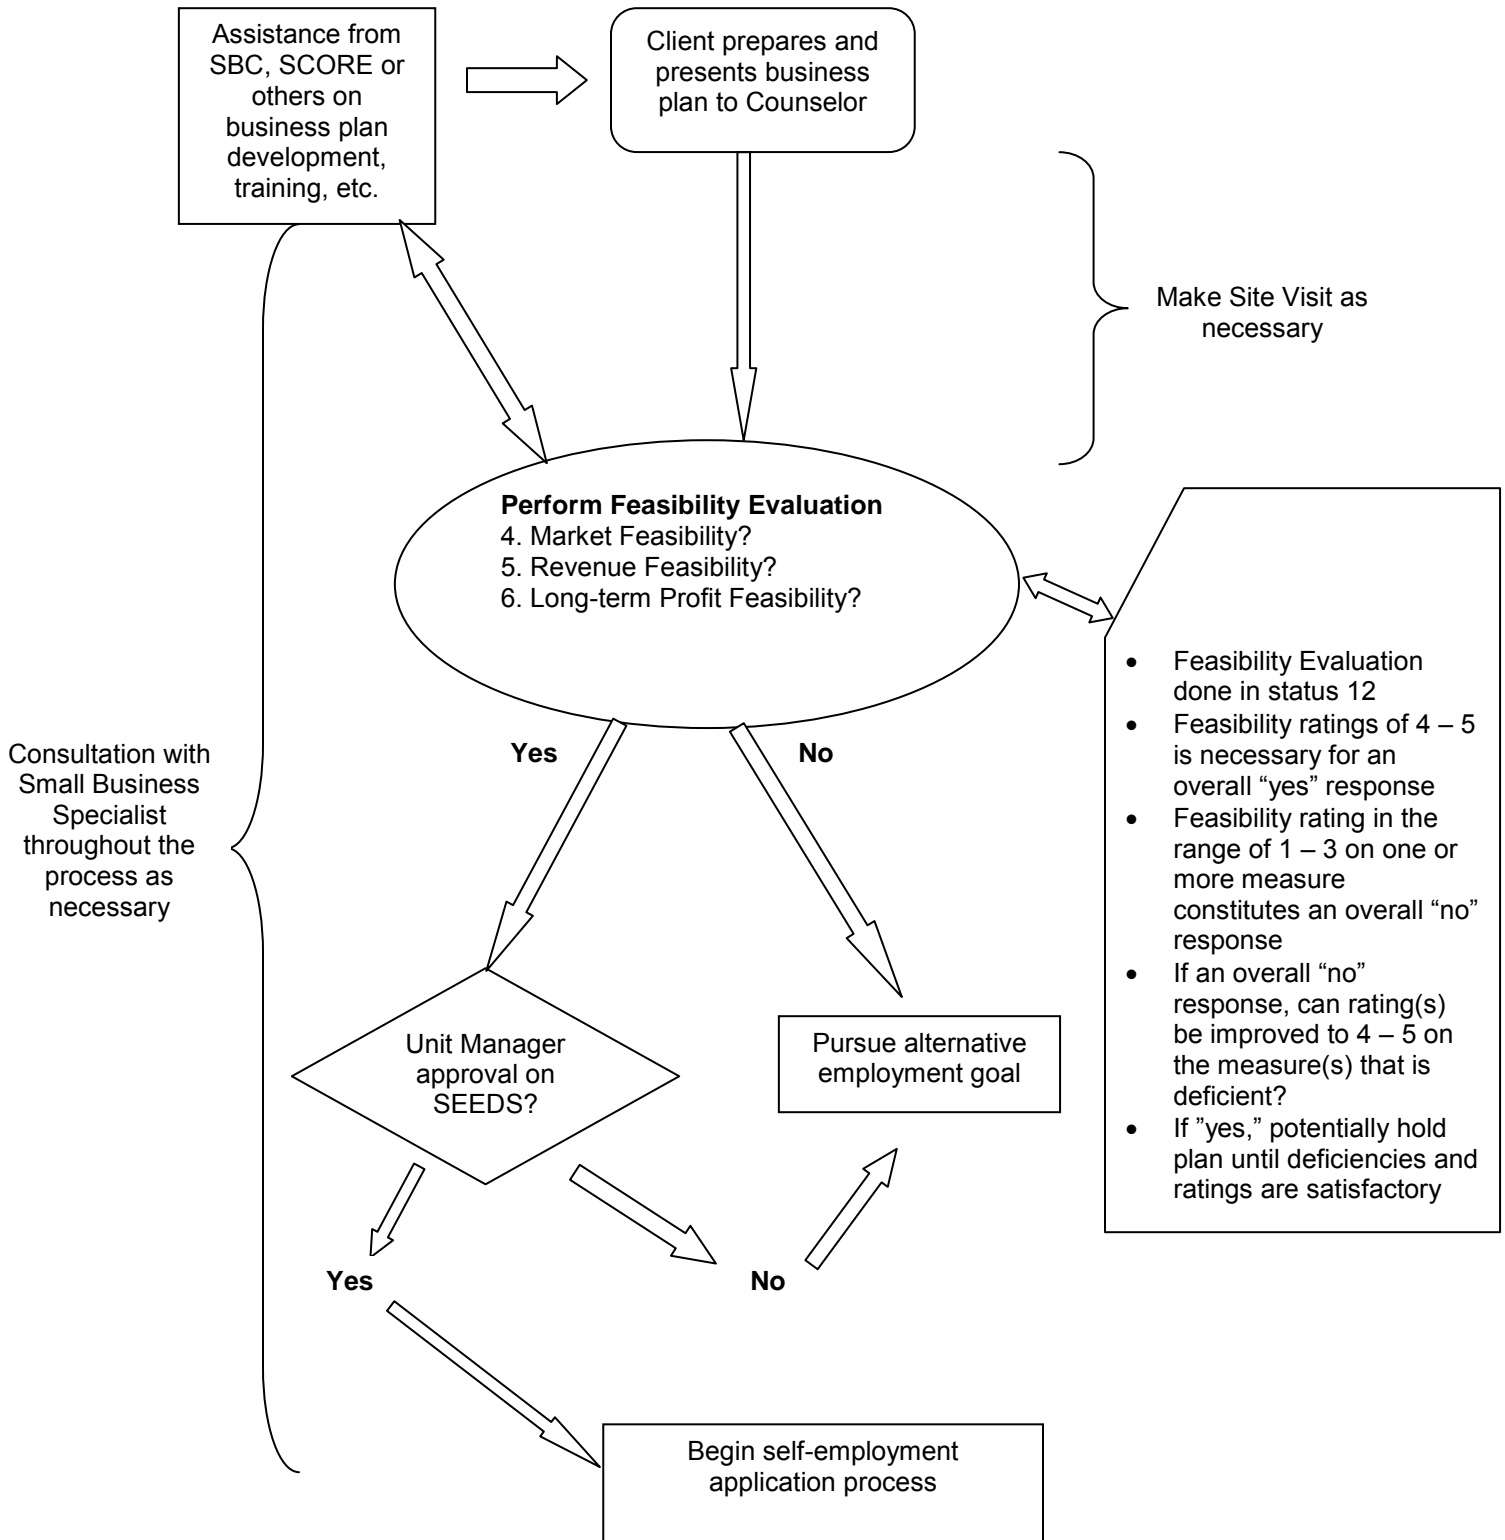 Assistance from
SBC, SCORE or
others on
business plan
development,
training, etc.
Client prepares and
presents business
plan to Counselor
Make Site Visit as
necessary
Perform Feasibility Evaluation
4. Market Feasibility?
5. Revenue Feasibility?
6. Long-term Profit Feasibility?
• Feasibility Evaluation
done in status 12
• Feasibility ratings of 4 – 5
is necessary for an
overall “yes” response
• Feasibility rating in the
range of 1 – 3 on one or
more measure
constitutes an overall “no”
response
• If an overall “no”
response, can rating(s)
be improved to 4 – 5 on
the measure(s) that is
deficient?
• If ”yes,” potentially hold
plan until deficiencies and
ratings are satisfactory
Consultation with
Small Business
Specialist
throughout the
process as
necessary
Yes
No
Unit Manager
approval on
SEEDS?
Pursue alternative
employment goal
Yes
No
Begin self-employment
application process